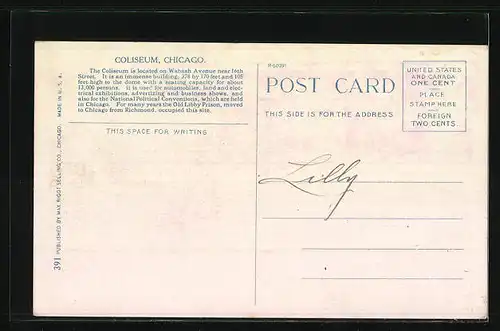 COLISEUM, CHICAGO.
The Coliseum is located on Wabash Avenue near 16th
Street. It is an immense building, 376 by 170 feet and 108
feet high to the dome with a seating capacity for about
13,000 persons. It is used for automobiles, land and elec-
trical exhibitions, advertizing and business shows, and
also for the National Political Conventions, which are held
in Chicago. For many years the Old Libby Prison, moved
to Chicago from Richmond, occupied this site.
THIS SPACE FOR WRITING
391 PUBLISHED BY MAX RIGOT SELLING CO., CHICAGO. MADE IN U. S. A.
POST CARD
THIS SIDE IS FOR THE ADDRESS
UNITED STATES
AND CANADA
ONE CENT
PLACE
STAMP HERE
FOREIGN
TWO CENTS
Lilly